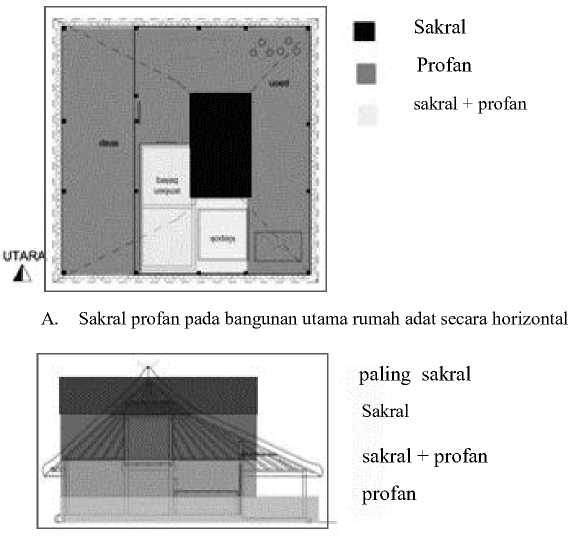 Sakral
Profan
sakral + profan
UTARA
A. Sakral profan pada bangunan utama rumah adat secara horizontal
paling sakral
Sakral
sakral + profan
profan